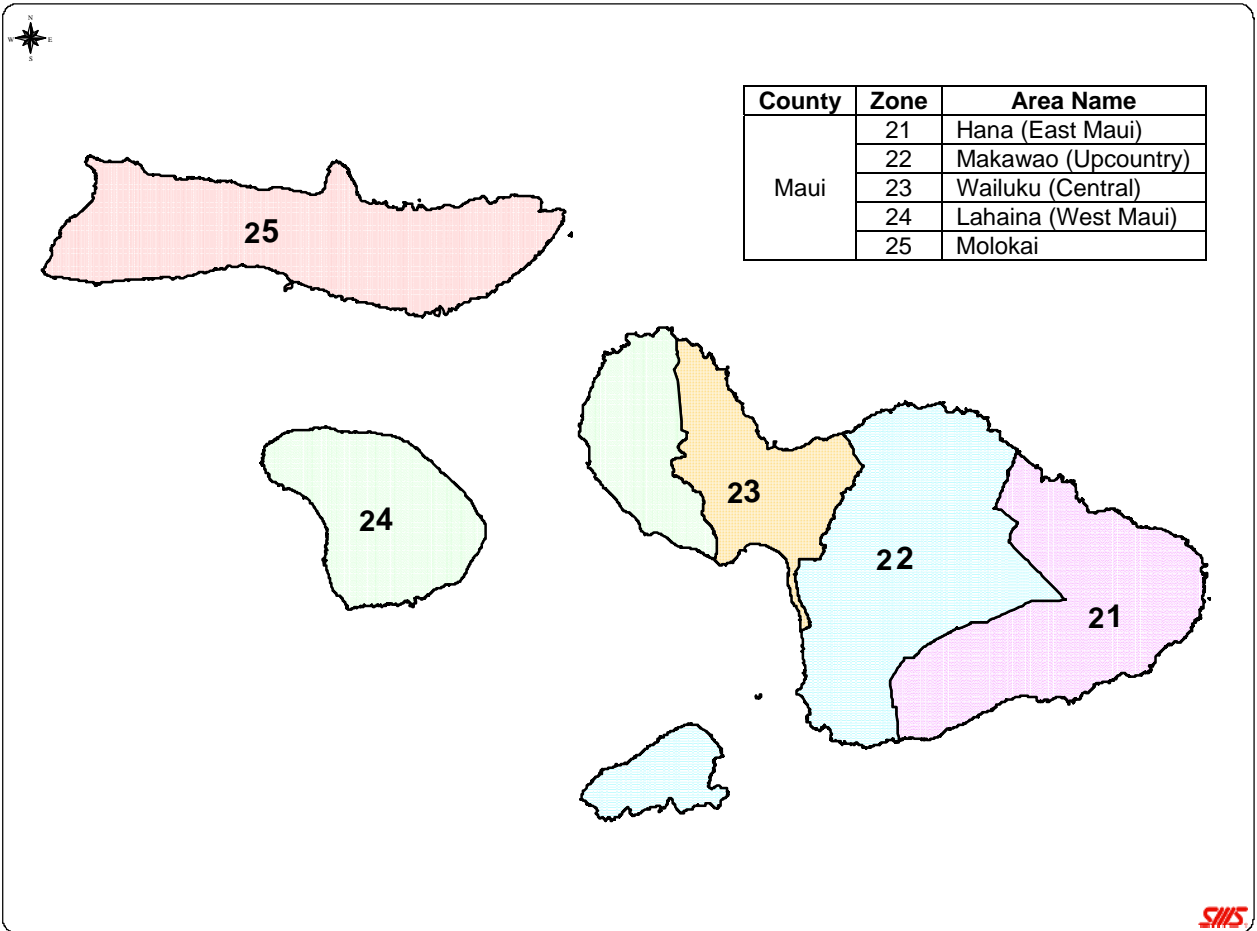 N
W E
S
County Zone Area Name
Maui
21 Hana (East Maui)
22 Makawao (Upcountry)
23 Wailuku (Central)
24 Lahaina (West Maui)
25 Molokai
25
24
23
22
21
SMS